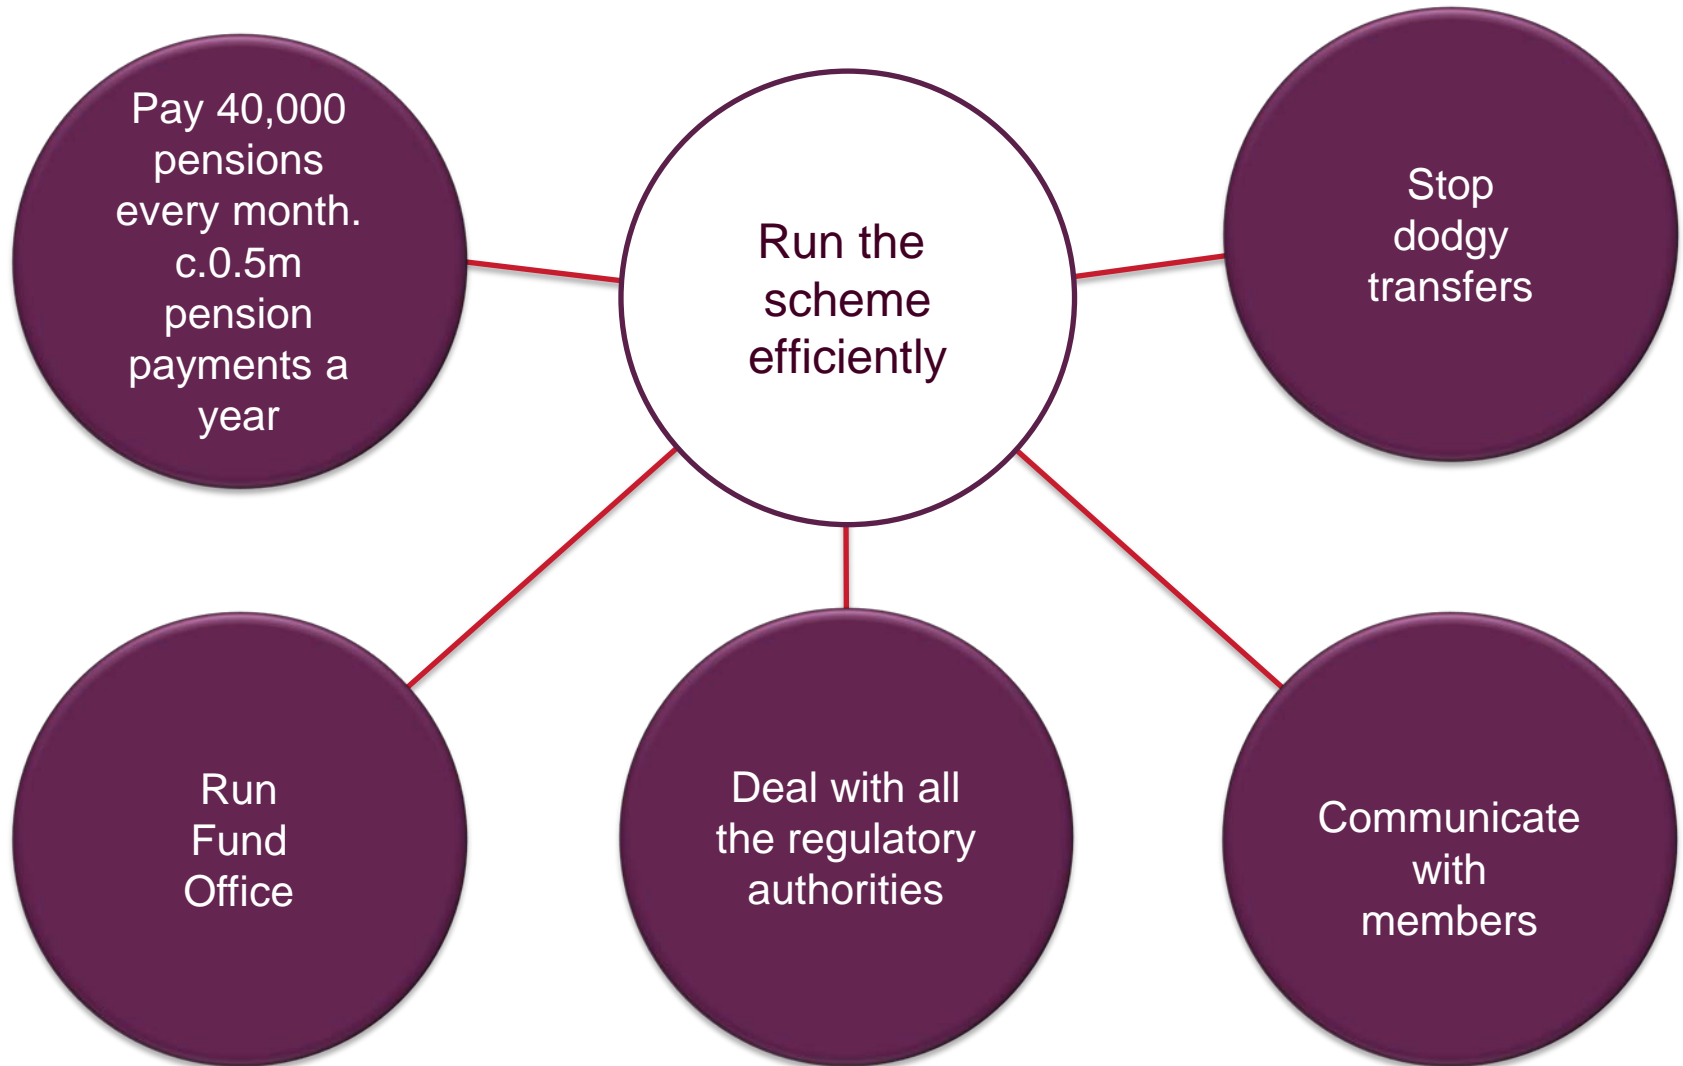 Pay 40,000
pensions
every month.
c.0.5m
pension
payments a
year
Run the
scheme
efficiently
Stop
dodgy
transfers
Run
Fund
Office
Deal with all
the regulatory
authorities
Communicate
with
members